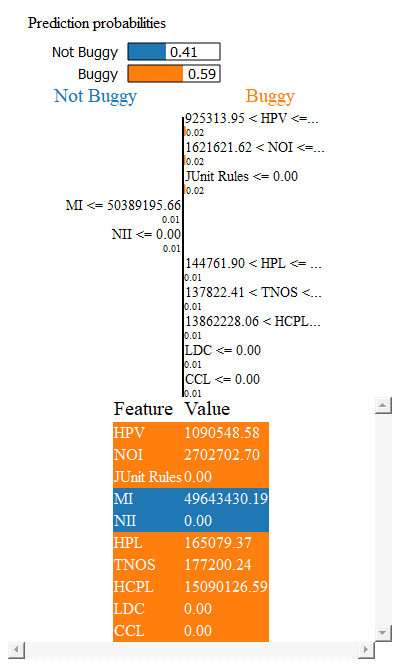 Prediction probabilities
Not Buggy 0.41
Buggy 0.59
Not Buggy Buggy
925313.95 < HPV <=...
0.02
1621621.62 < NOI <=...
0.02
JUnit Rules <= 0.00
0.02
MI <= 50389195.66
0.01
NII <= 0.00
0.01
144761.90 < HPL <= ...
0.01
137822.41 < TNOS <...
0.01
13862228.06 < HCPL...
0.01
LDC <= 0.00
0.01
CCL <= 0.00
0.01
Feature Value
HPV 1090548.58
NOI 2702702.70
JUnit Rules 0.00
MI 49643430.19
NII 0.00
HPL 165079.37
TNOS 177200.24
HCPL 15090126.59
LDC 0.00
CCL 0.00